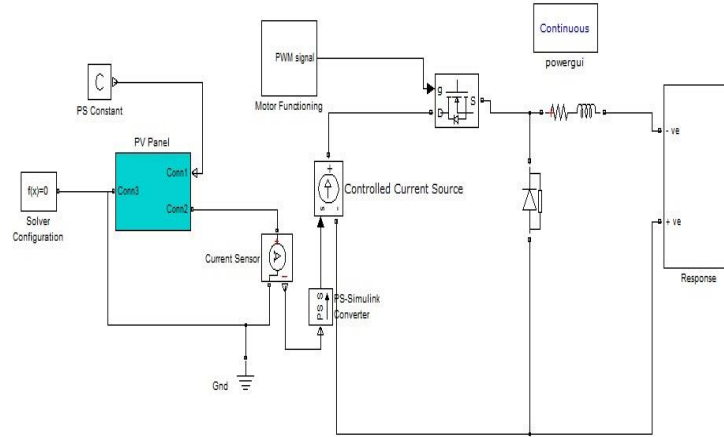 Continuous
powergui
PWM signal
Motor Functioning
g
D
S
C
PS Constant
PV Panel
Conn1
Conn3
Conn2
f(x)=0
Solver
Configuration
- ve
+ ve
Response
+
s
-
Controlled Current Source
Current Sensor
+
A
-
PS S
PS-Simulink
Converter
Gnd